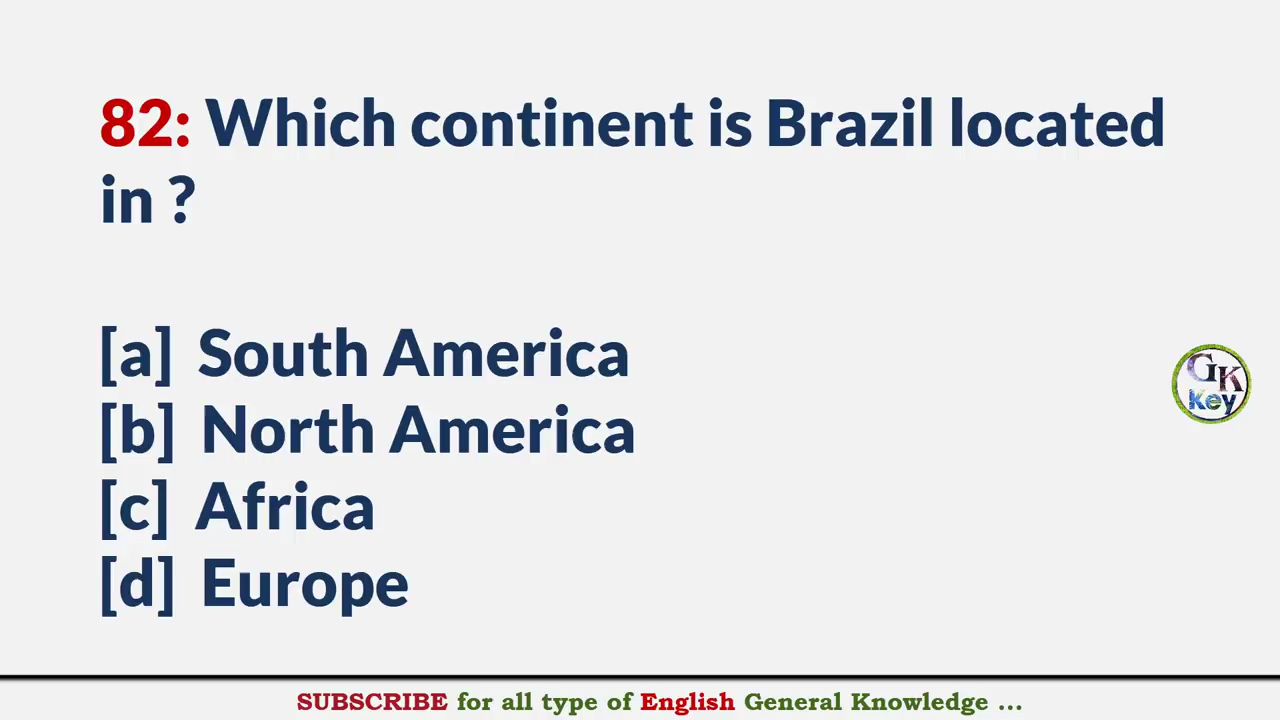 82: Which continent is Brazil located
in ?
[a] South America
[b] North America
[c] Africa
[d] Europe
GK
Key
SUBSCRIBE for all type of English General Knowledge ...